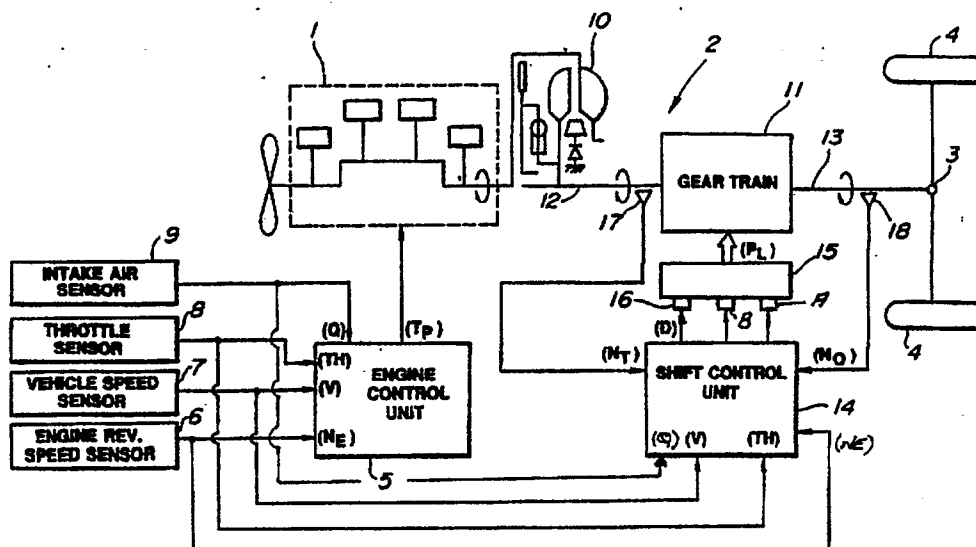 1
10
2
4
11
GEAR TRAIN
13
3
12
17
18
9
INTAKE AIR
SENSOR
8
THROTTLE
SENSOR
7
VEHICLE SPEED
SENSOR
6
ENGINE REV.
SPEED SENSOR
(Q)
(TP)
(TH)
(V)
(NE)
ENGINE
CONTROL
UNIT
5
(PL)
15
16
B
A
(D)
(NT)
(NO)
SHIFT CONTROL
UNIT
14
(Q) (V) (TH)
(NE)
4